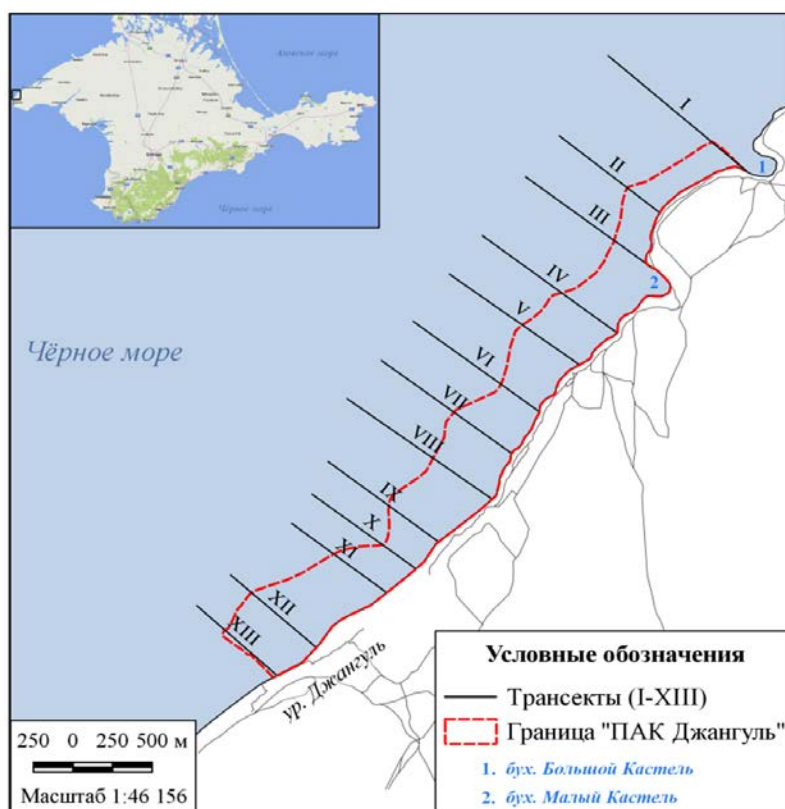 Азовское море
Чёрное море
I
1
II
III
2
IV
V
Чёрное море
VI
VII
VIII
IX
X
XI
XII
XIII
ур. Джангуль
Условные обозначения
Трансекты (I-XIII)
Граница "ПАК Джангуль"
1. бух. Большой Кастель
2. бух. Малый Кастель
250 0 250 500 м
Масштаб 1:46 156